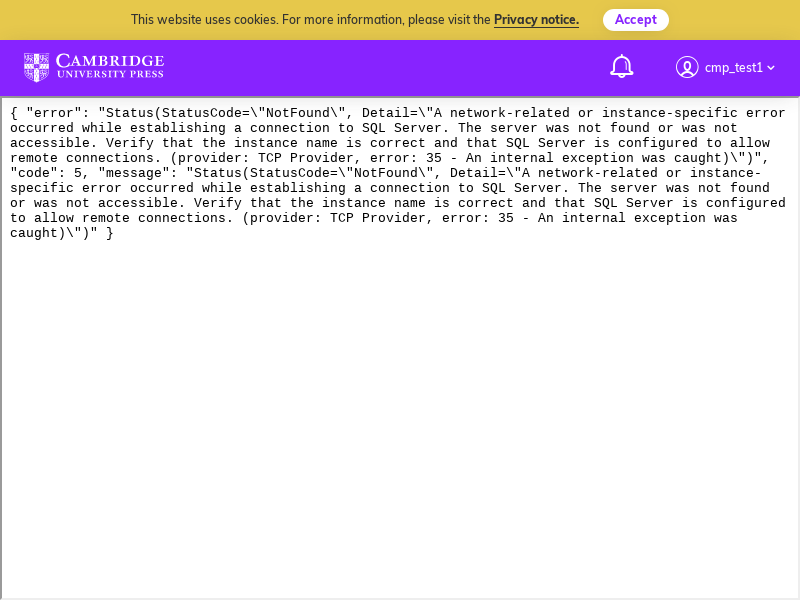 This website uses cookies. For more information, please visit the Privacy notice.
Accept
CAMBRIDGE
UNIVERSITY PRESS
cmp_test1
{ "error": "Status(StatusCode=\"NotFound\", Detail=\"A network-related or instance-specific error
occurred while establishing a connection to SQL Server. The server was not found or was not
accessible. Verify that the instance name is correct and that SQL Server is configured to allow
remote connections. (provider: TCP Provider, error: 35 - An internal exception was caught)\")",
"code": 5, "message": "Status(StatusCode=\"NotFound\", Detail=\"A network-related or instance-
specific error occurred while establishing a connection to SQL Server. The server was not found
or was not accessible. Verify that the instance name is correct and that SQL Server is configured
to allow remote connections. (provider: TCP Provider, error: 35 - An internal exception was
caught)\")" }